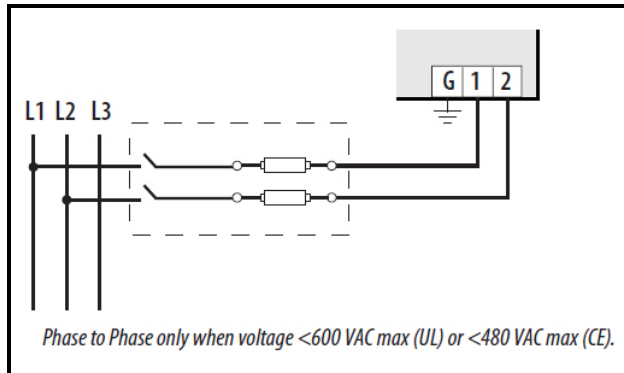 G 1 2
L1 L2 L3
Phase to Phase only when voltage <600 VAC max (UL) or <480 VAC max (CE).